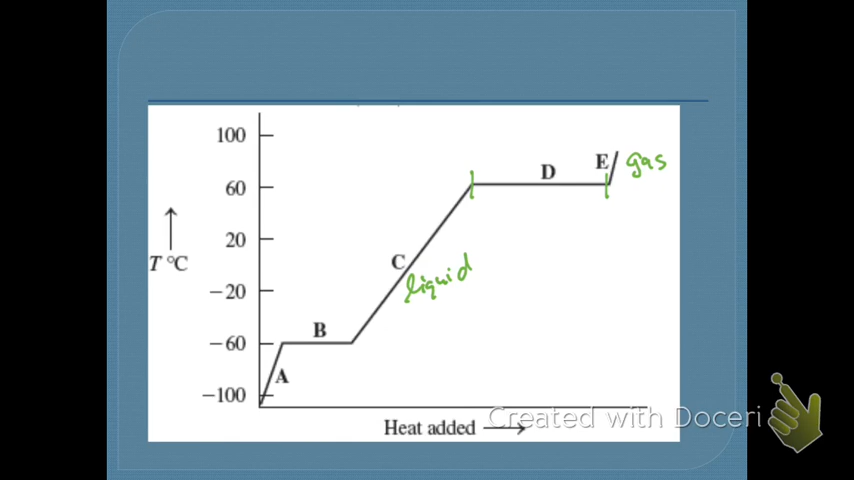 100
60
20
−20
−60
−100
T °C
A
B
C
D
E
gas
liquid
Heat added
Created with Doceri